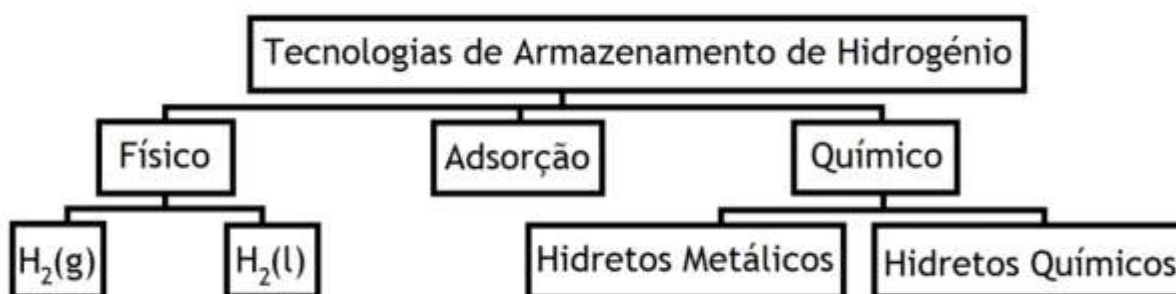 Tecnologias de Armazenamento de Hidrogénio
Físico
Adsorção
Químico
H₂(g)
H₂(l)
Hidretos Metálicos
Hidretos Químicos